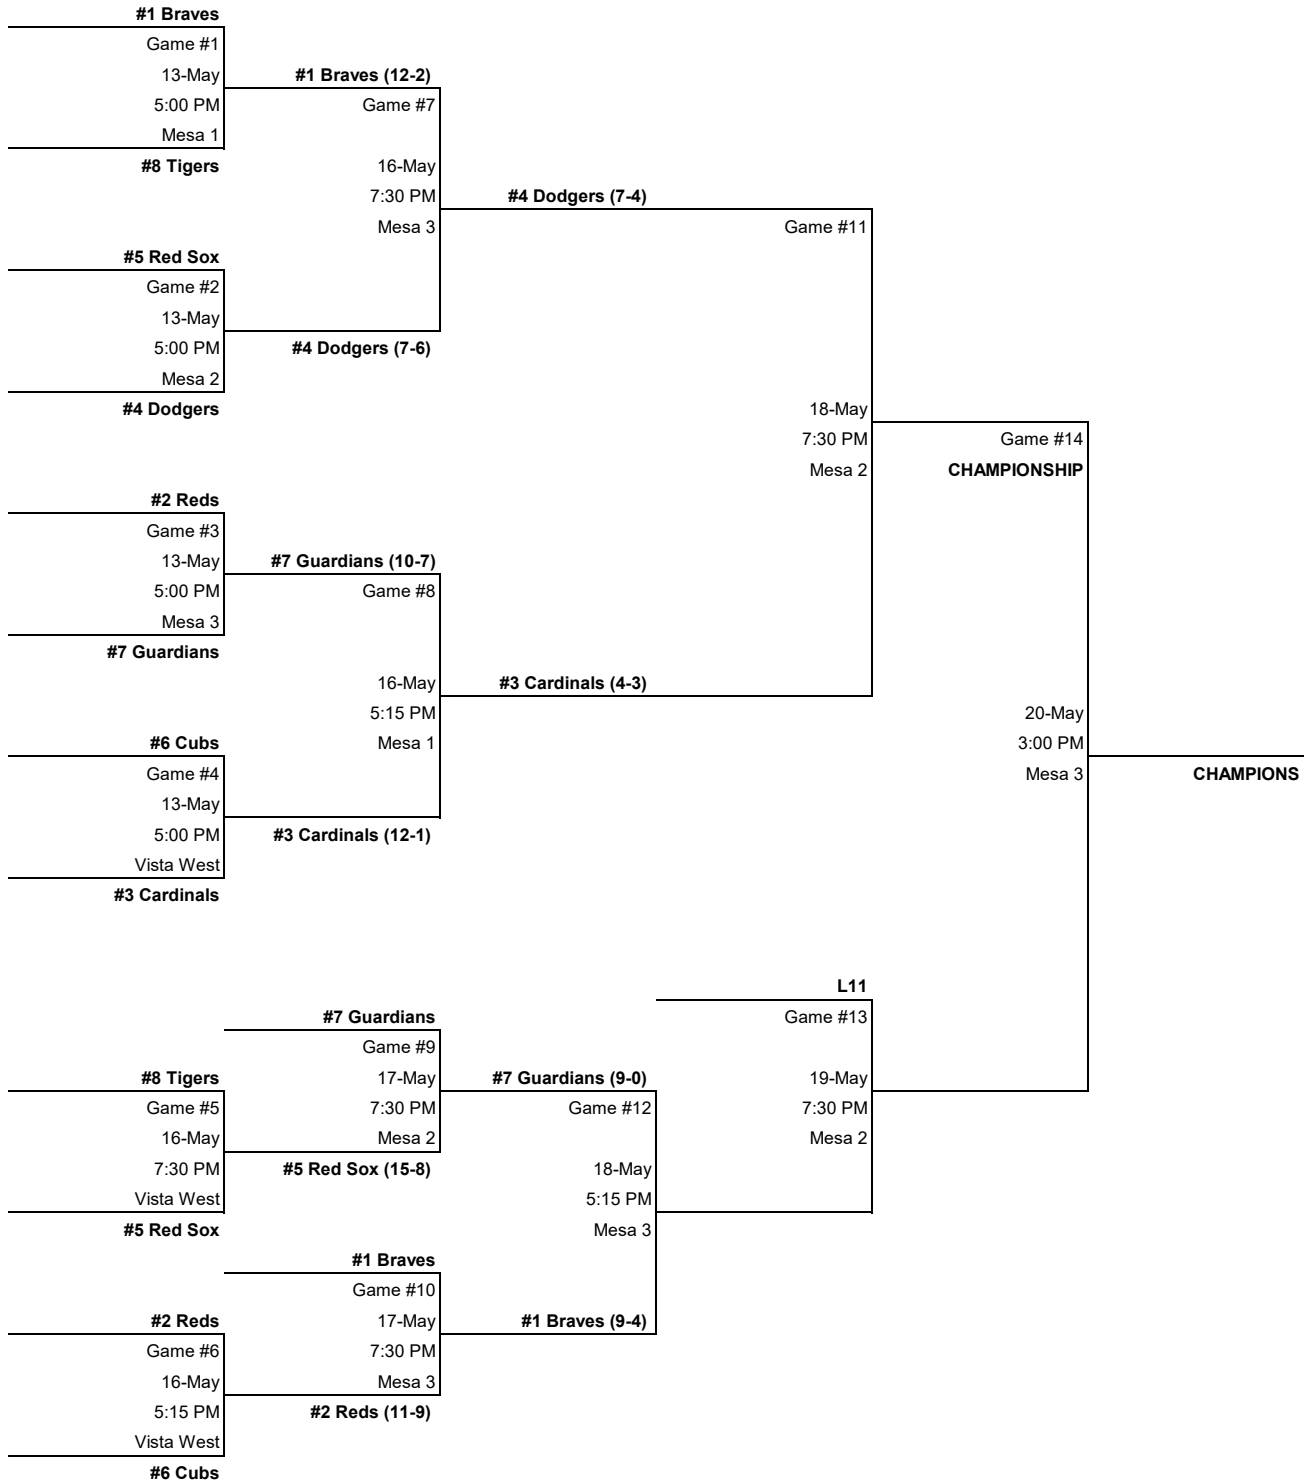 #1 Braves
Game #1
13-May
5:00 PM
Mesa 1
#8 Tigers
#1 Braves (12-2)
Game #7
16-May
7:30 PM
Mesa 3
#4 Dodgers (7-4)
Game #11
#5 Red Sox
Game #2
13-May
5:00 PM
Mesa 2
#4 Dodgers
#4 Dodgers (7-6)
18-May
7:30 PM
Mesa 2
Game #14
CHAMPIONSHIP
#2 Reds
Game #3
13-May
5:00 PM
Mesa 3
#7 Guardians
#7 Guardians (10-7)
Game #8
16-May
5:15 PM
Mesa 1
#3 Cardinals (4-3)
20-May
3:00 PM
Mesa 3
CHAMPIONS
#6 Cubs
Game #4
13-May
5:00 PM
Vista West
#3 Cardinals
#3 Cardinals (12-1)
L11
Game #13
19-May
7:30 PM
Mesa 2
#7 Guardians
Game #9
17-May
7:30 PM
Mesa 2
#5 Red Sox (15-8)
#8 Tigers
Game #5
16-May
7:30 PM
Vista West
#5 Red Sox
#7 Guardians (9-0)
Game #12
18-May
5:15 PM
Mesa 3
#1 Braves
Game #10
17-May
7:30 PM
Mesa 3
#2 Reds (11-9)
#1 Braves (9-4)
#2 Reds
Game #6
16-May
5:15 PM
Vista West
#6 Cubs